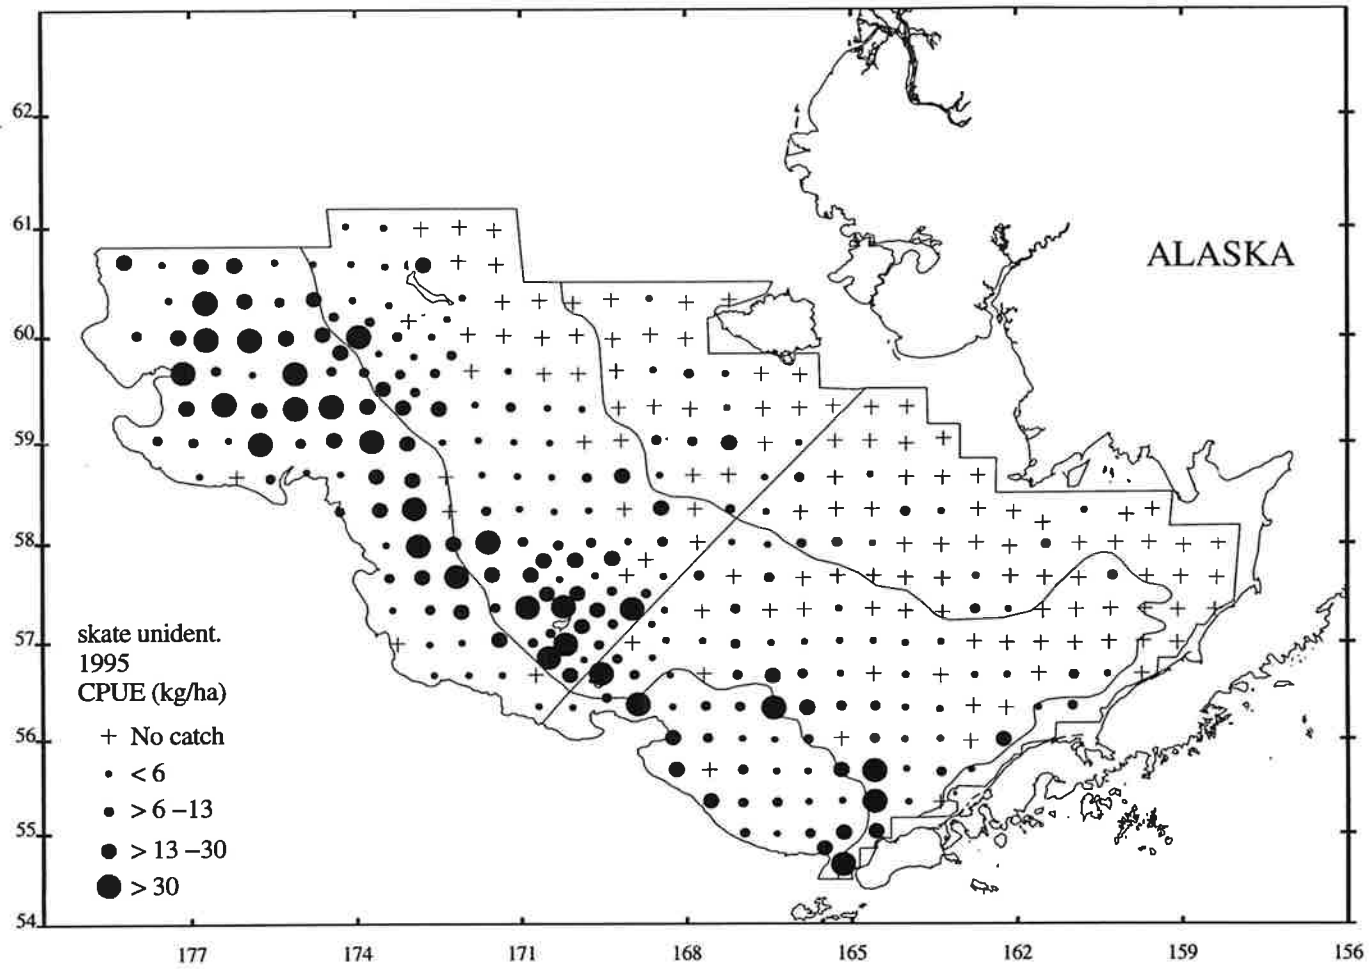 62
61
ALASKA
60
59
58
57
skate unident.
1995
CPUE (kg/ha)
+ No catch
• < 6
• > 6 –13
• > 13 –30
• > 30
56
55
54
177 174 171 168 165 162 159 156